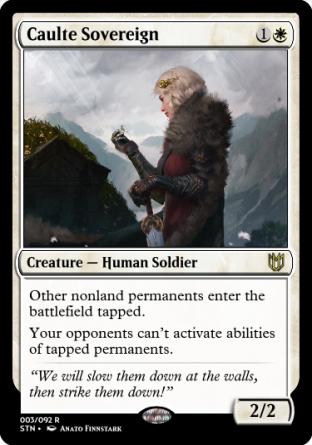 Caulte Sovereign 1
Creature — Human Soldier
Other nonland permanents enter the
battlefield tapped.
Your opponents can't activate abilities
of tapped permanents.
“We will slow them down at the walls,
then strike them down!”
2/2
003/092 R
STN • Anato Finnstark